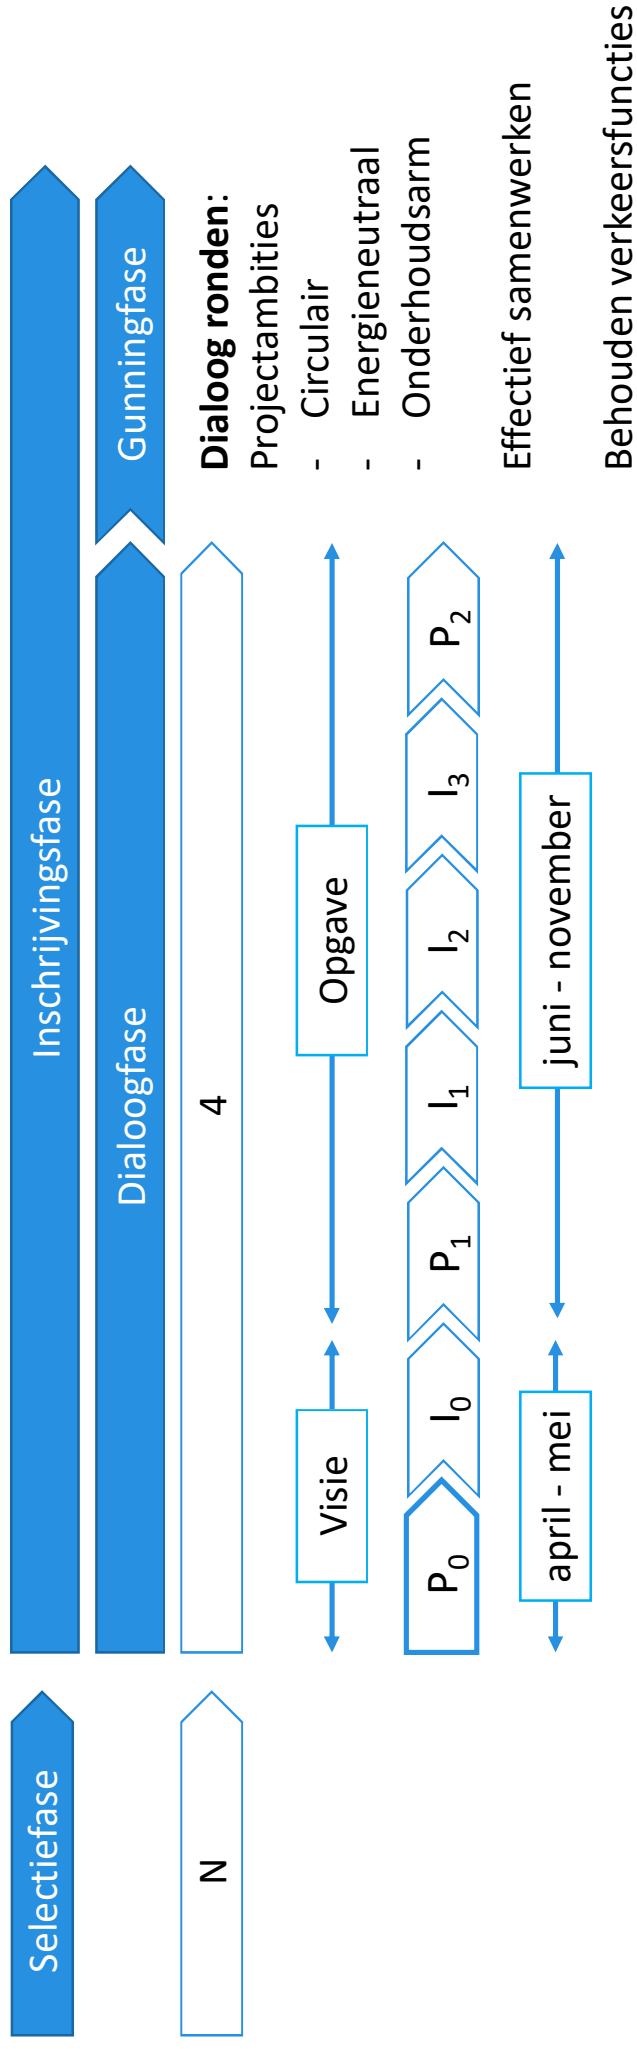 Selectiefase
Inschrijvingsfase
Dialoogfase
Gunningfase
N
4
Dialoog ronden:
Projectambities
- Circulair
- Energieneutraal
- Onderhoudsarm
Effectief samenwerken
Behouden verkeersfuncties
Visie
Opgave
P0
I0
P1
I1
I2
I3
P2
april - mei
juni - november